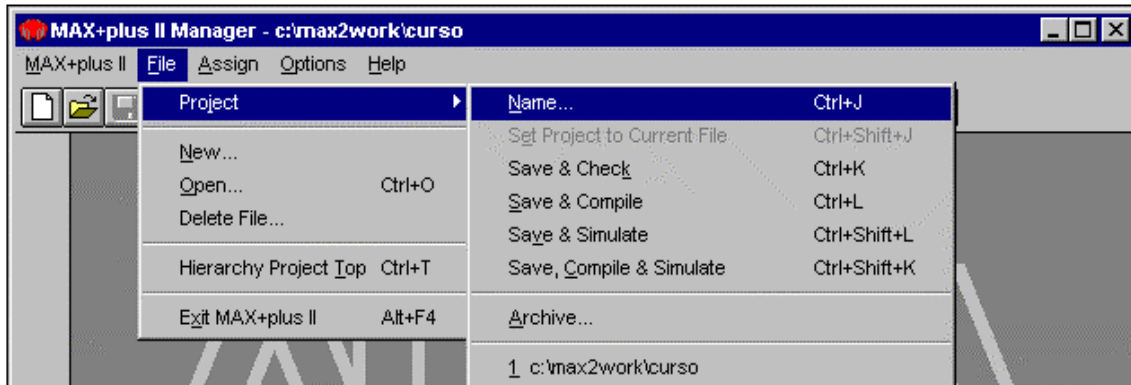 MAX+plus II Manager - c:\max2work\curso
MAX+plus II File Assign Options Help
Project
New...
Open... Ctrl+O
Delete File...
Hierarchy Project Top Ctrl+T
Exit MAX+plus II Alt+F4
Name... Ctrl+J
Set Project to Current File Ctrl+Shift+J
Save & Check Ctrl+K
Save & Compile Ctrl+L
Save & Simulate Ctrl+Shift+L
Save, Compile & Simulate Ctrl+Shift+K
Archive...
1 c:\max2work\curso